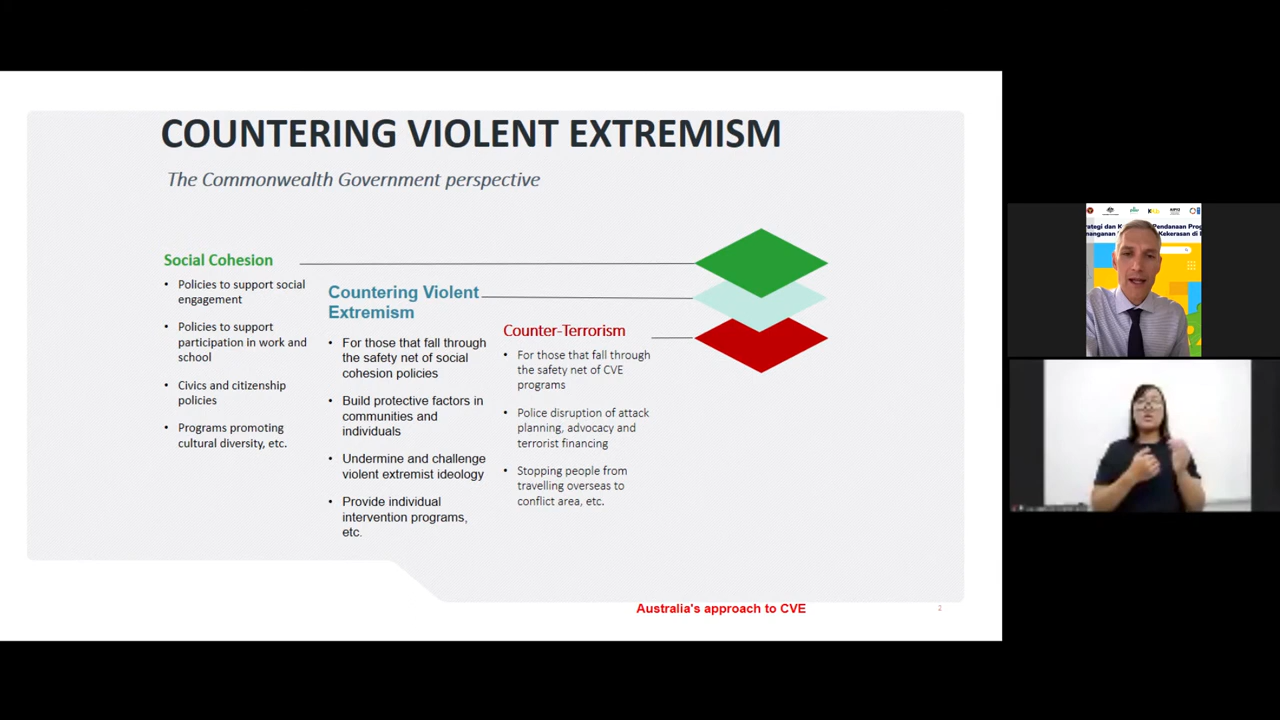 COUNTERING VIOLENT EXTREMISM
The Commonwealth Government perspective
Social Cohesion
• Policies to support social
engagement
• Policies to support
participation in work and
school
• Civics and citizenship
policies
• Programs promoting
cultural diversity, etc.
Countering Violent
Extremism
• For those that fall through
the safety net of social
cohesion policies
• Build protective factors in
communities and
individuals
• Undermine and challenge
violent extremist ideology
• Provide individual
intervention programs,
etc.
Counter-Terrorism
• For those that fall through
the safety net of CVE
programs
• Police disruption of attack
planning, advocacy and
terrorist financing
• Stopping people from
travelling overseas to
conflict area, etc.
Australia's approach to CVE
2
Pendanaan
Kekerasan di